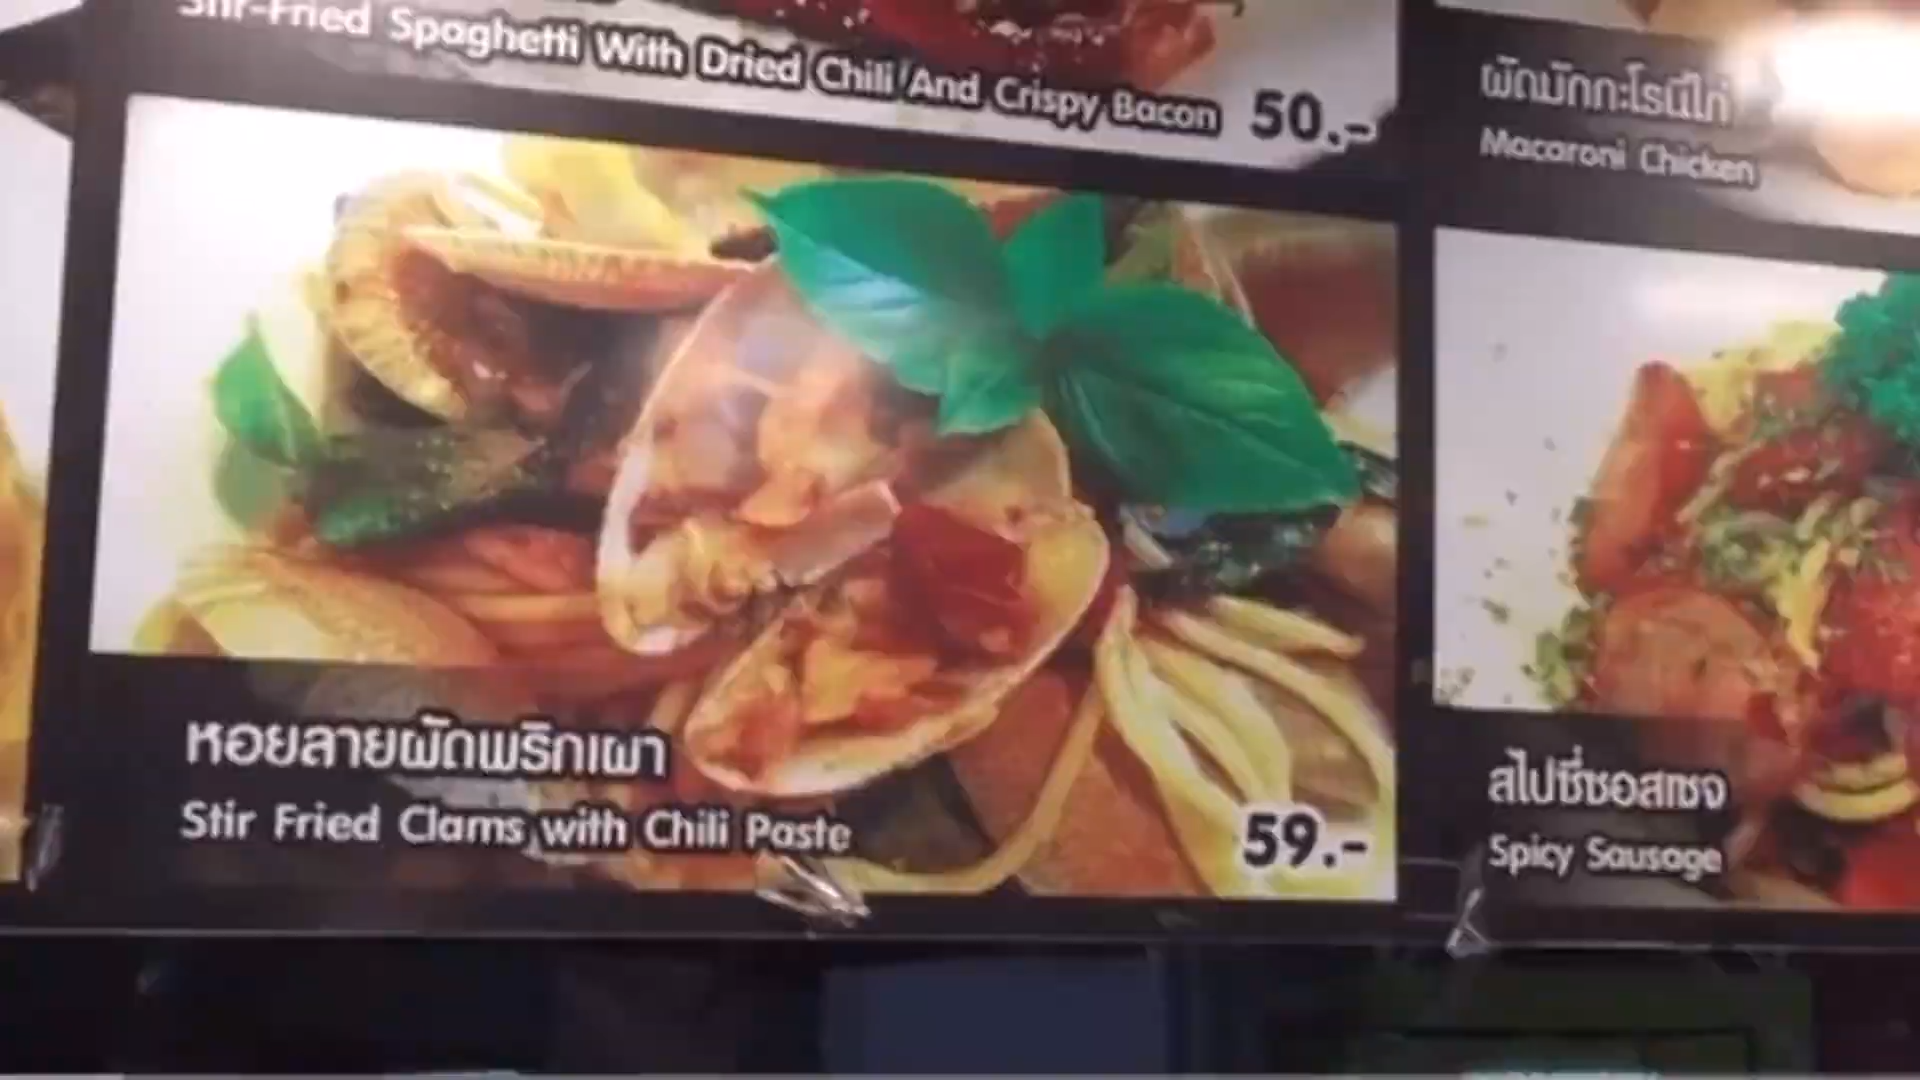 Stir-Fried Spaghetti With Dried Chili And Crispy Bacon 50.-
ผัดมักกะโรนีไก่
Macaroni Chicken
หอยลายผัดพริกเผา
Stir Fried Clams with Chili Paste
59.-
สไปซี่ซอสเซจ
Spicy Sausage